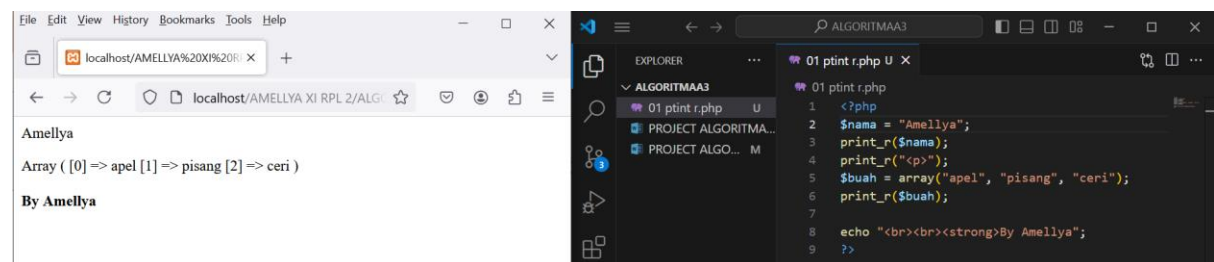 File Edit View History Bookmarks Tools Help
localhost/AMELLYA%20XI%20R
localhost/AMELLYA XI RPL 2/ALG
Amellya
Array ( [0] => apel [1] => pisang [2] => ceri )
By Amellya
ALGORITMAA3
EXPLORER
ALGORITMAA3
01 ptint r.php U
PROJECT ALGORITMA...
PROJECT ALGO... M
3
01 ptint r.php U
01 ptint r.php
1 <?php
2 $nama = "Amellya";
3 print_r($nama);
4 print_r("<p>");
5 $buah = array("apel", "pisang", "ceri");
6 print_r($buah);
7
8 echo "<br><br><strong>By Amellya";
9 ?>